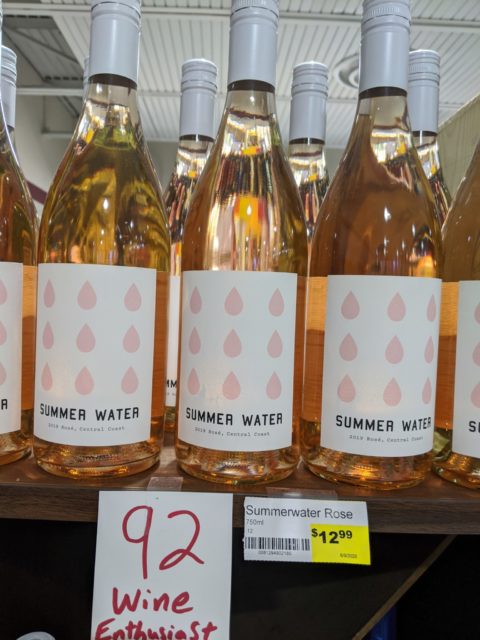 SUMMER WATER
2019 Rosé, Central Coast
SUMMER WATER
2019 Rosé, Central Coast
SUMMER WATER
2019 Rosé, Central Coast
92
Wine
Enthusiast
Summerwater Rose
750ml
12
$12.99